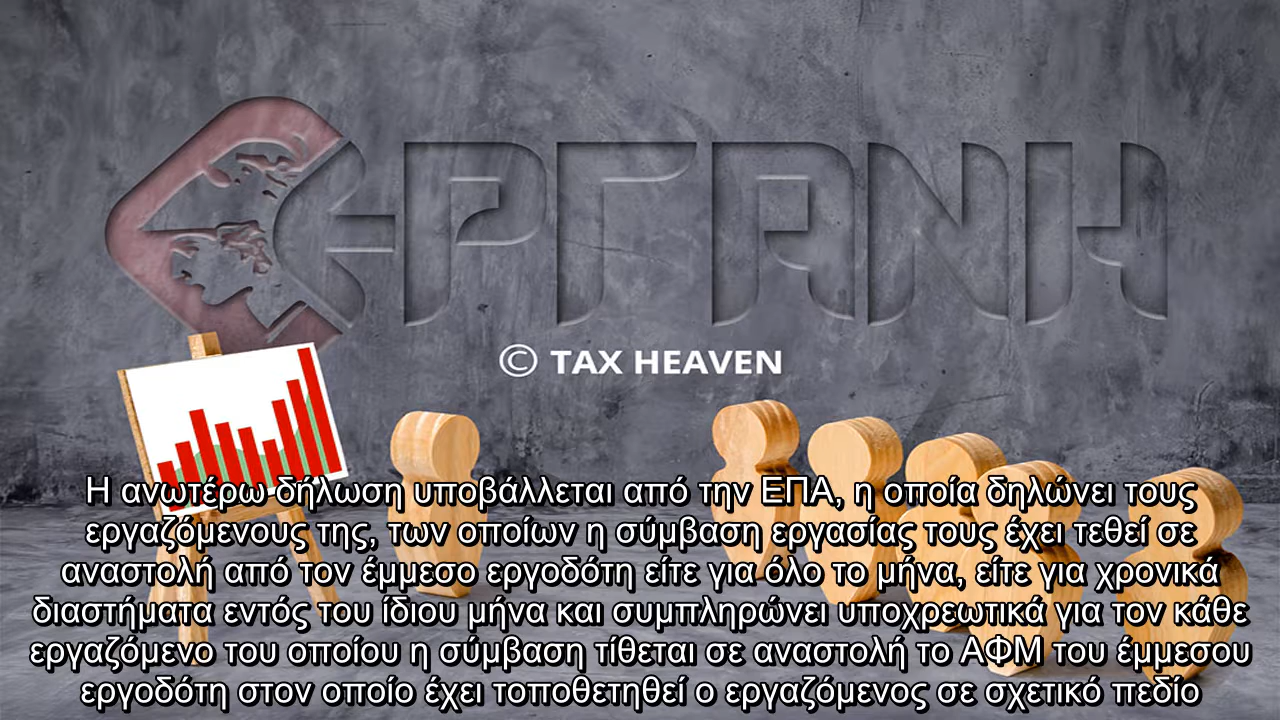 ΕΡΓΑΝΗ
© TAX HEAVEN
Η ανωτέρω δήλωση υποβάλλεται από την ΕΠΑ, η οποία δηλώνει τους
εργαζόμενους της, των οποίων η σύμβαση εργασίας τους έχει τεθεί σε
αναστολή από τον έμμεσο εργοδότη είτε για όλο το μήνα, είτε για χρονικά
διαστήματα εντός του ίδιου μήνα και συμπληρώνει υποχρεωτικά για τον κάθε
εργαζόμενο του οποίου η σύμβαση τίθεται σε αναστολή το ΑΦΜ του έμμεσου
εργοδότη στον οποίο έχει τοποθετηθεί ο εργαζόμενος σε σχετικό πεδίο